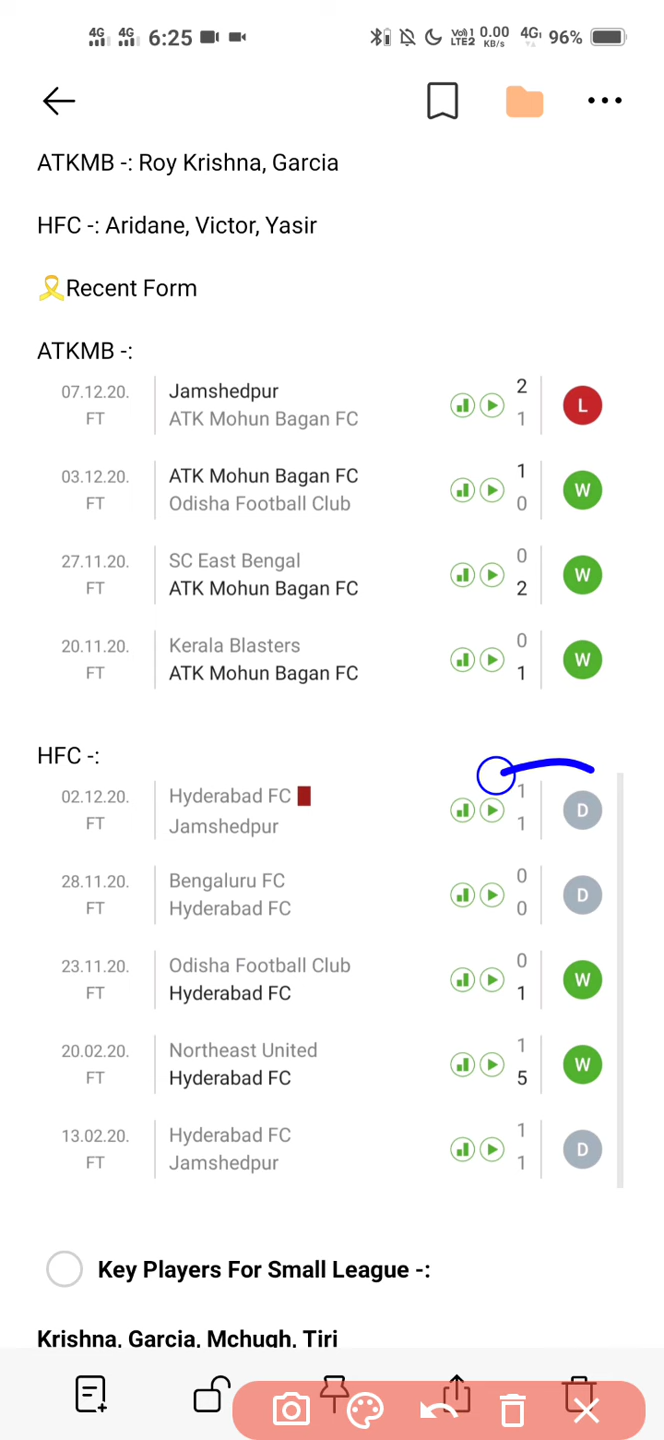 4G 4G 6:25 Vo) 1 LTE2 0.00 KB/s 4G 96%
ATKMB -: Roy Krishna, Garcia
HFC -: Aridane, Victor, Yasir
🎗Recent Form
ATKMB -:
07.12.20. Jamshedpur 2
FT ATK Mohun Bagan FC 1 L
03.12.20. ATK Mohun Bagan FC 1
FT Odisha Football Club 0 W
27.11.20. SC East Bengal 0
FT ATK Mohun Bagan FC 2 W
20.11.20. Kerala Blasters 0
FT ATK Mohun Bagan FC 1 W
HFC -:
02.12.20. Hyderabad FC 1
FT Jamshedpur 1 D
28.11.20. Bengaluru FC 0
FT Hyderabad FC 0 D
23.11.20. Odisha Football Club 0
FT Hyderabad FC 1 W
20.02.20. Northeast United 1
FT Hyderabad FC 5 W
13.02.20. Hyderabad FC 1
FT Jamshedpur 1 D
Key Players For Small League -:
Krishna, Garcia, Mchugh, Tiri